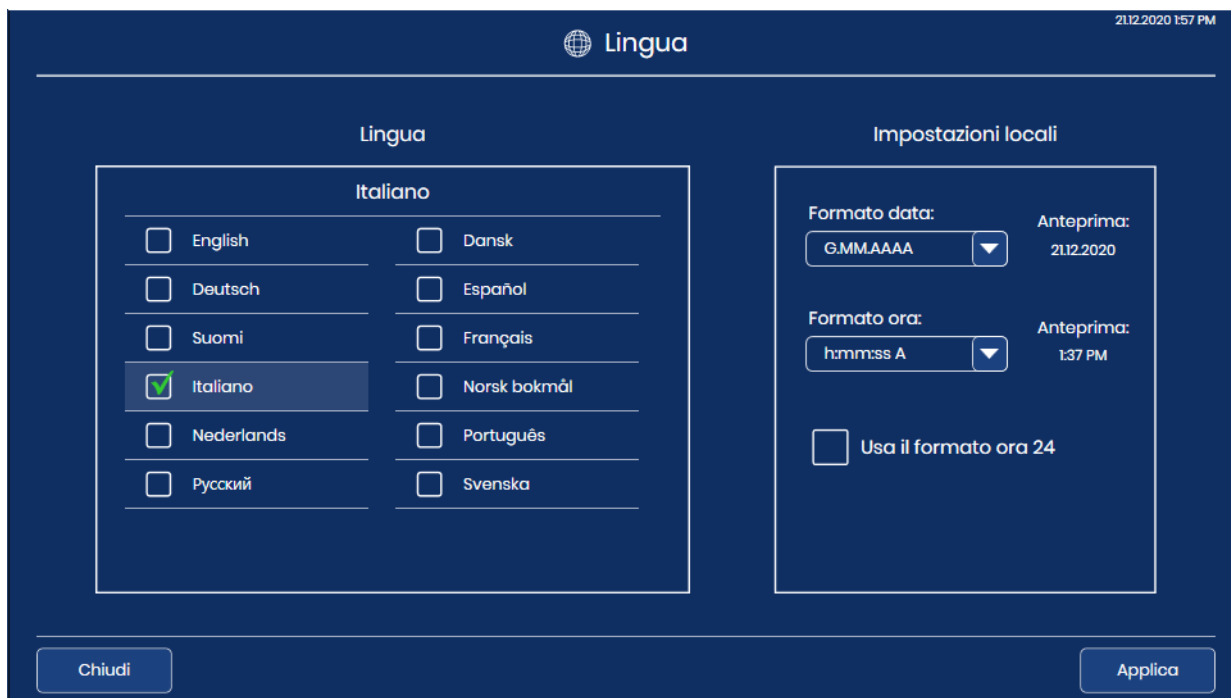 21.12.2020 1:57 PM
Lingua
Lingua
Italiano
English
Dansk
Deutsch
Español
Suomi
Français
Italiano
Norsk bokmål
Nederlands
Português
Русский
Svenska
Impostazioni locali
Formato data:
Anteprima:
G.MM.AAAA
21.12.2020
Formato ora:
Anteprima:
h:mm:ss A
1:37 PM
Usa il formato ora 24
Chiudi
Applica